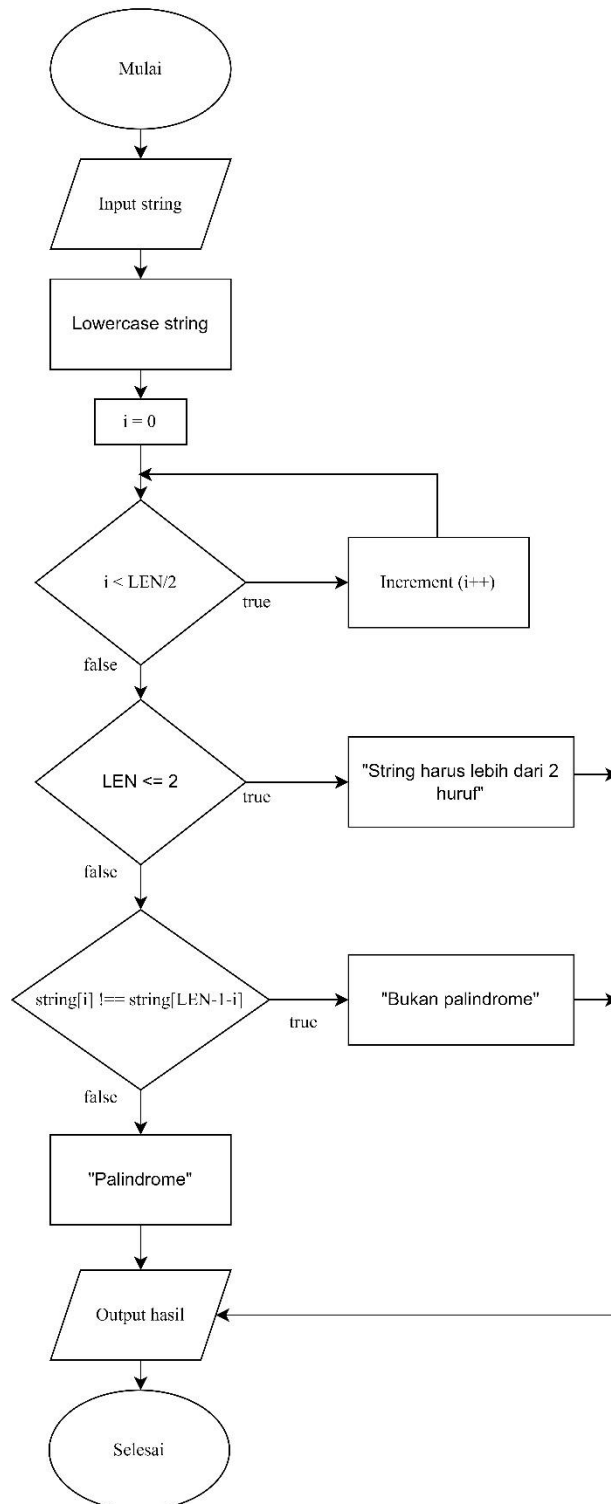 Mulai
Input string
Lowercase string
i = 0
i < LEN/2
true
Increment (i++)
false
LEN <= 2
true
"String harus lebih dari 2
huruf"
false
string[i] !== string[LEN-1-i]
true
"Bukan palindrome"
false
"Palindrome"
Output hasil
Selesai